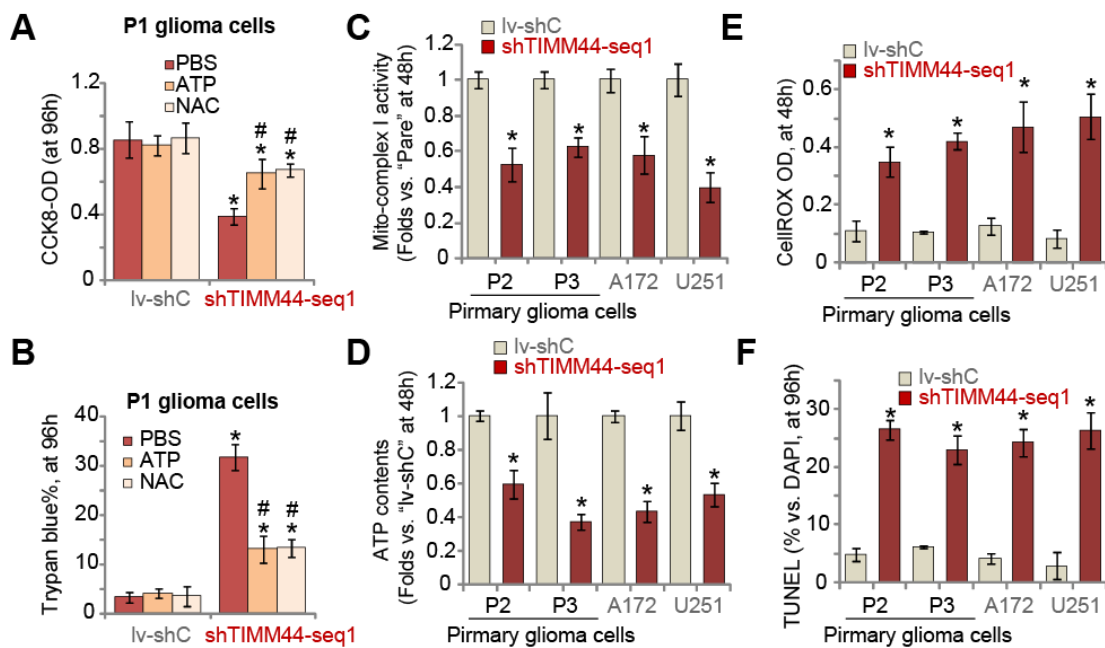 A
P1 glioma cells
PBS
ATP
NAC
CCK8-OD (at 96h)
1.2
0.8
0.4
0
*
#
*
#
*
lv-shC
shTIMM44-seq1
B
P1 glioma cells
PBS
ATP
NAC
Trypan blue%, at 96h
40
30
20
10
0
*
#
*
#
*
lv-shC
shTIMM44-seq1
C
lv-shC
shTIMM44-seq1
Mito-complex I activity
(Folds vs. “Pare” at 48h)
1.2
1
0.8
0.6
0.4
0.2
0
*
*
*
*
P2
P3
A172
U251
Pirmary glioma cells
D
lv-shC
shTIMM44-seq1
ATP contents
(Folds vs. “lv-shC” at 48h)
1.2
1
0.8
0.6
0.4
0.2
0
*
*
*
*
P2
P3
A172
U251
Pirmary glioma cells
E
lv-shC
shTIMM44-seq1
CellROX OD, at 48h)
0.6
0.4
0.2
0
*
*
*
*
P2
P3
A172
U251
Pirmary glioma cells
F
lv-shC
shTIMM44-seq1
TUNEL (% vs. DAPI, at 96h)
30
20
10
0
*
*
*
*
P2
P3
A172
U251
Pirmary glioma cells